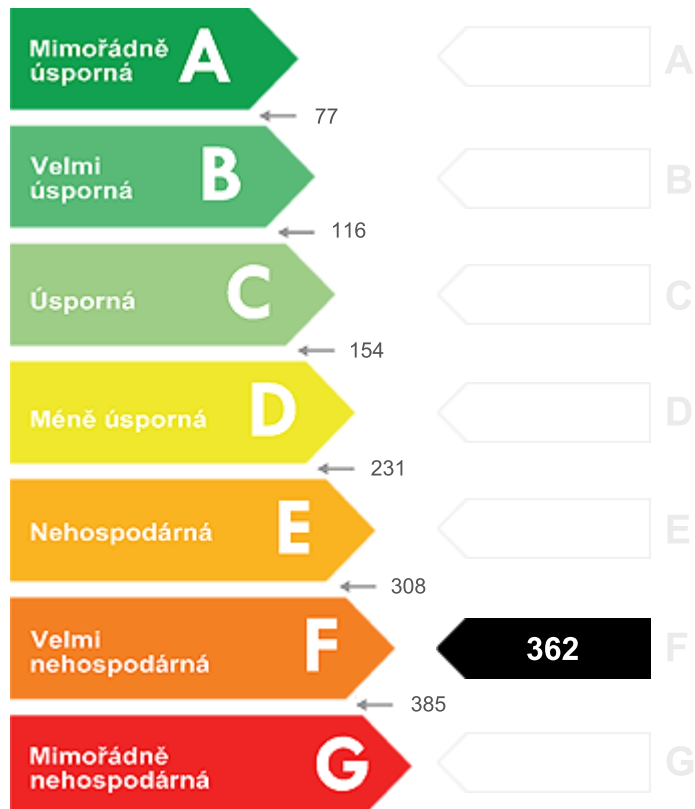 Mimořádně
úsporná
A
A
77
Velmi
úsporná
B
B
116
Úsporná
C
C
154
Méně úsporná
D
D
231
Nehospodárná
E
E
308
Velmi
nehospodárná
F
362
F
385
Mimořádně
nehospodárná
G
G